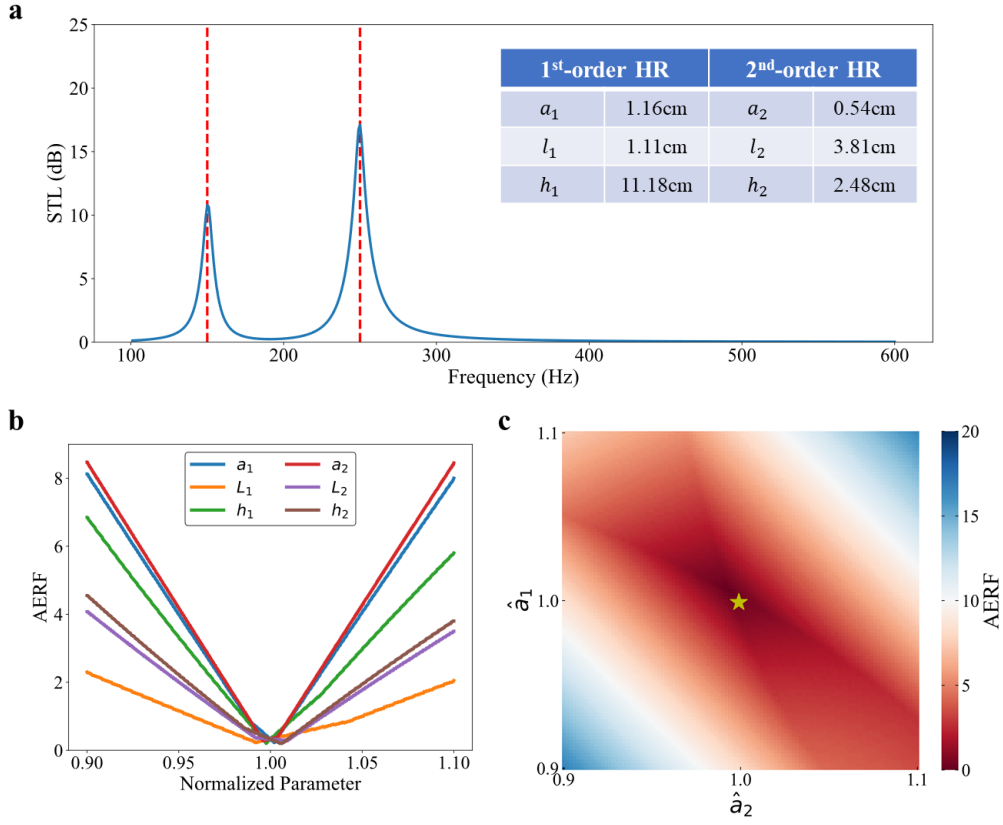 a
25
20
15
10
5
0
STL (dB)
100 200 300 400 500 600
Frequency (Hz)
1st-order HR 2nd-order HR
a₁ 1.16cm a₂ 0.54cm
l₁ 1.11cm l₂ 3.81cm
h₁ 11.18cm h₂ 2.48cm
b
8
6
4
2
0
AERF
a₁ a₂
L₁ L₂
h₁ h₂
0.90 0.95 1.00 1.05 1.10
Normalized Parameter
c
1.1
1.0
0.9
â₁
0.9 1.0 1.1
â₂
20
15
10
5
0
AERF